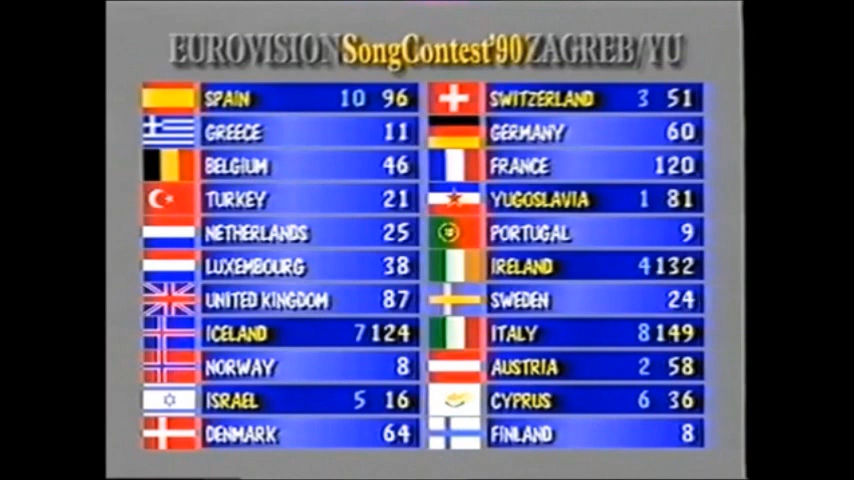 EUROVISION SongContest'90 ZAGREB/YU
SPAIN 10 96
GREECE 11
BELGIUM 46
TURKEY 21
NETHERLANDS 25
LUXEMBOURG 38
UNITED KINGDOM 87
ICELAND 7 124
NORWAY 8
ISRAEL 5 16
DENMARK 64
SWITZERLAND 3 51
GERMANY 60
FRANCE 120
YUGOSLAVIA 1 81
PORTUGAL 9
IRELAND 4 132
SWEDEN 24
ITALY 8 149
AUSTRIA 2 58
CYPRUS 6 36
FINLAND 8